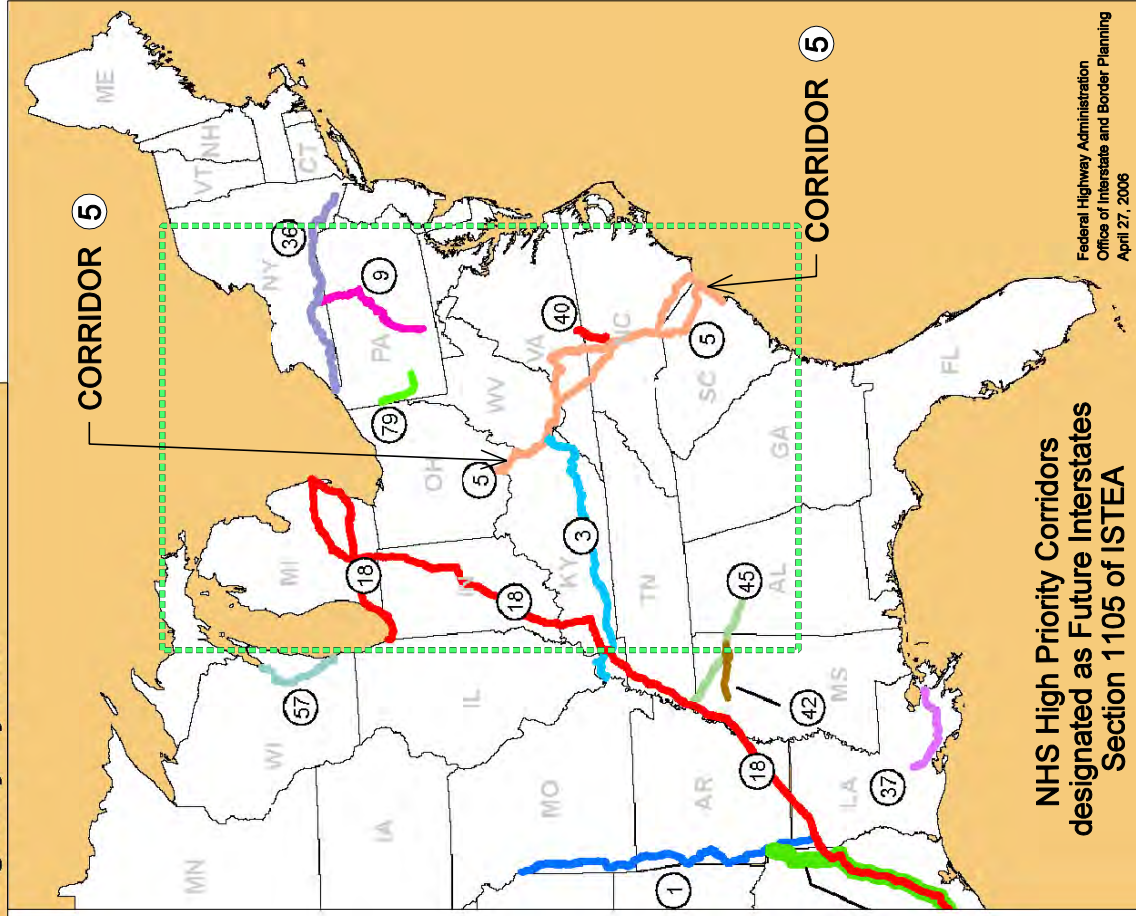 CORRIDOR 5
ME
VT
NH
CT
NY
36
9
PA
79
MI
18
OH
5
WV
VA
40
NC
5
CORRIDOR 5
SC
GA
FL
3
KY
TN
IN
18
45
AL
42
MS
37
LA
18
AR
MO
IL
IA
57
WI
MN
1
NHS High Priority Corridors
designated as Future Interstates
Section 1105 of ISTEA
Federal Highway Administration
Office of Interstate and Border Planning
April 27, 2006